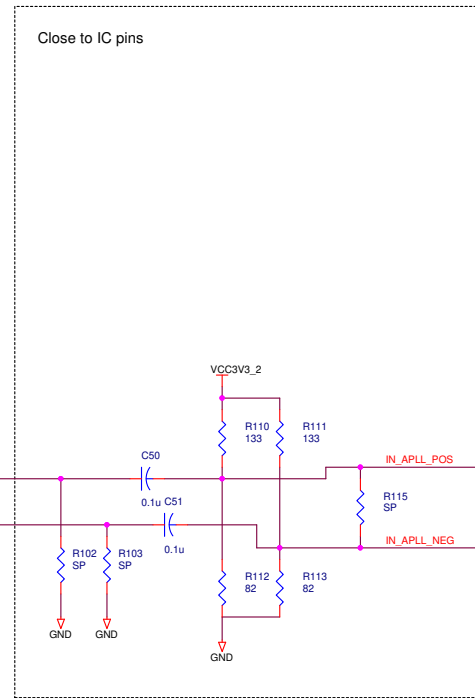 Close to IC pins
VCC3V3_2
R110
133
R111
133
C50
0.1u
C51
0.1u
IN_APLL_POS
R115
SP
IN_APLL_NEG
R102
SP
R103
SP
R112
82
R113
82
GND
GND
GND